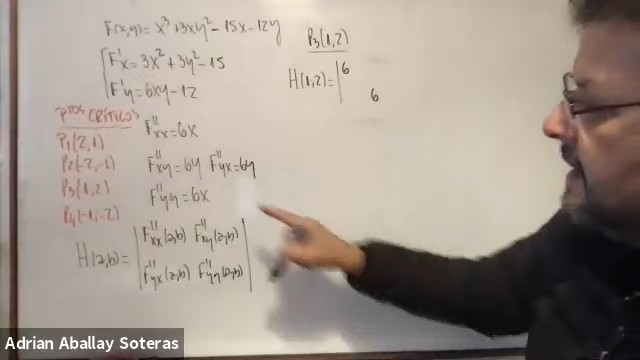 F(x,y) = x³+3xy²-15x-12y
F'x = 3x²+3y²-15
F'y = 6xy-12
Ptos CRÍTICOS
P1(2,1)
P2(-2,-1)
P3(1,2)
P4(-1,-2)
F''xx = 6x
F''xy = 6y F''yx = 6y
F''yy = 6x
H(a,b) = | F''xx(a,b) F''xy(a,b) |
| F''yx(a,b) F''yy(a,b) |
P3(1,2)
H(1,2) = | 6
6
Adrian Aballay Soteras